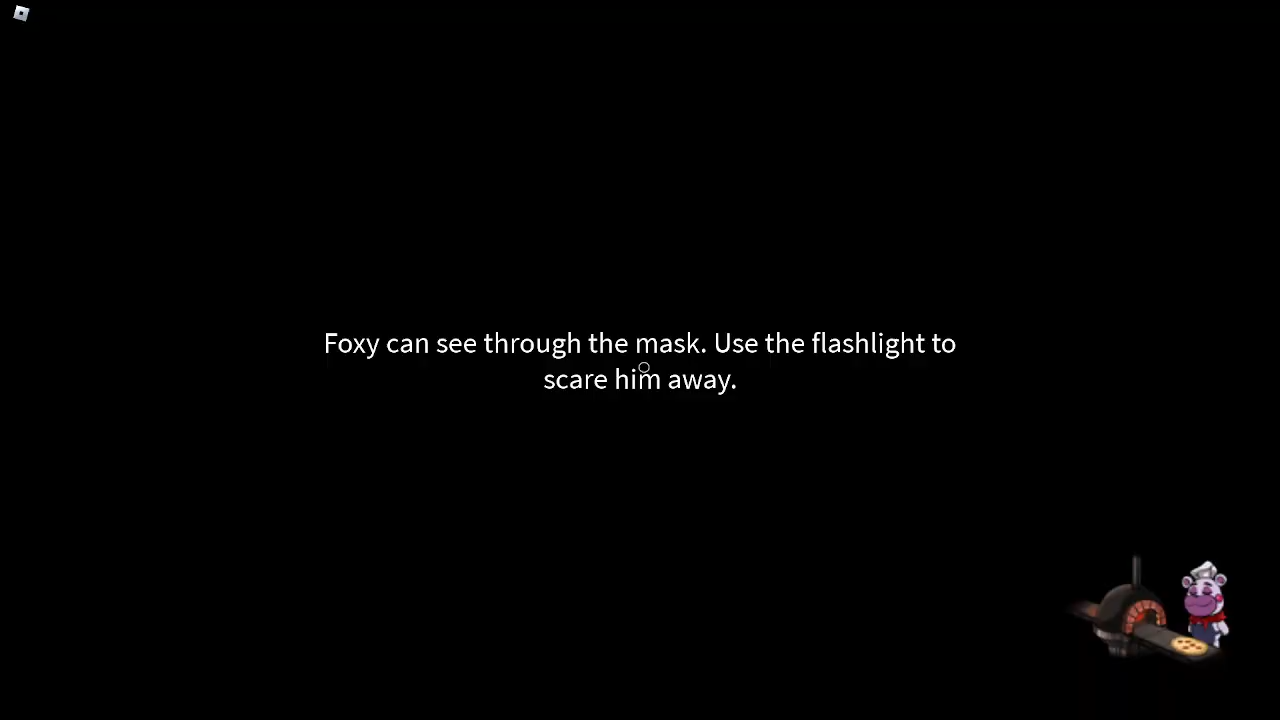 Foxy can see through the mask. Use the flashlight to
scare him away.